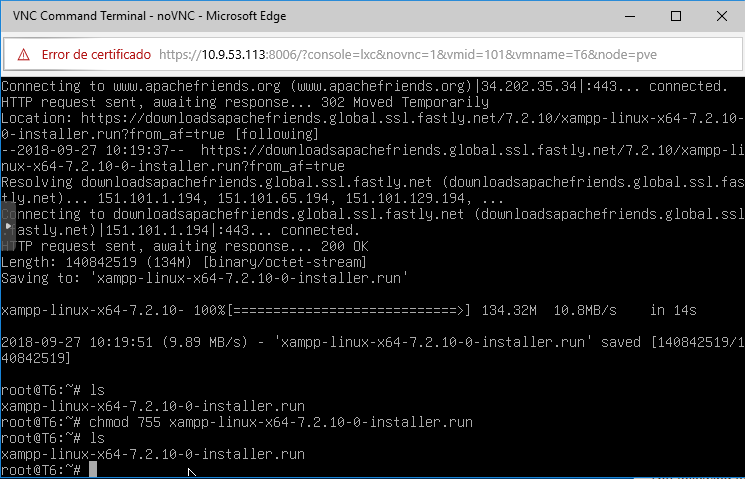 VNC Command Terminal - noVNC - Microsoft Edge
Error de certificado https://10.9.53.113:8006/?console=lxc&novnc=1&vmid=101&vmname=T6&node=pve
Connecting to www.apachefriends.org (www.apachefriends.org)|34.202.35.34|:443... connected.
HTTP request sent, awaiting response... 302 Moved Temporarily
Location: https://downloadsapachefriends.global.ssl.fastly.net/7.2.10/xampp-linux-x64-7.2.10-
0-installer.run?from_af=true [following]
--2018-09-27 10:19:37--  https://downloadsapachefriends.global.ssl.fastly.net/7.2.10/xampp-li
nux-x64-7.2.10-0-installer.run?from_af=true
Resolving downloadsapachefriends.global.ssl.fastly.net (downloadsapachefriends.global.ssl.fas
tly.net)... 151.101.1.194, 151.101.65.194, 151.101.129.194, ...
Connecting to downloadsapachefriends.global.ssl.fastly.net (downloadsapachefriends.global.ssl
.fastly.net)|151.101.1.194|:443... connected.
HTTP request sent, awaiting response... 200 OK
Length: 140842519 (134M) [binary/octet-stream]
Saving to: 'xampp-linux-x64-7.2.10-0-installer.run'
xampp-linux-x64-7.2.10- 100%[============================>] 134.32M  10.8MB/s    in 14s
2018-09-27 10:19:51 (9.89 MB/s) - 'xampp-linux-x64-7.2.10-0-installer.run' saved [140842519/1
40842519]
root@T6:~# ls
xampp-linux-x64-7.2.10-0-installer.run
root@T6:~# chmod 755 xampp-linux-x64-7.2.10-0-installer.run
root@T6:~# ls
xampp-linux-x64-7.2.10-0-installer.run
root@T6:~#